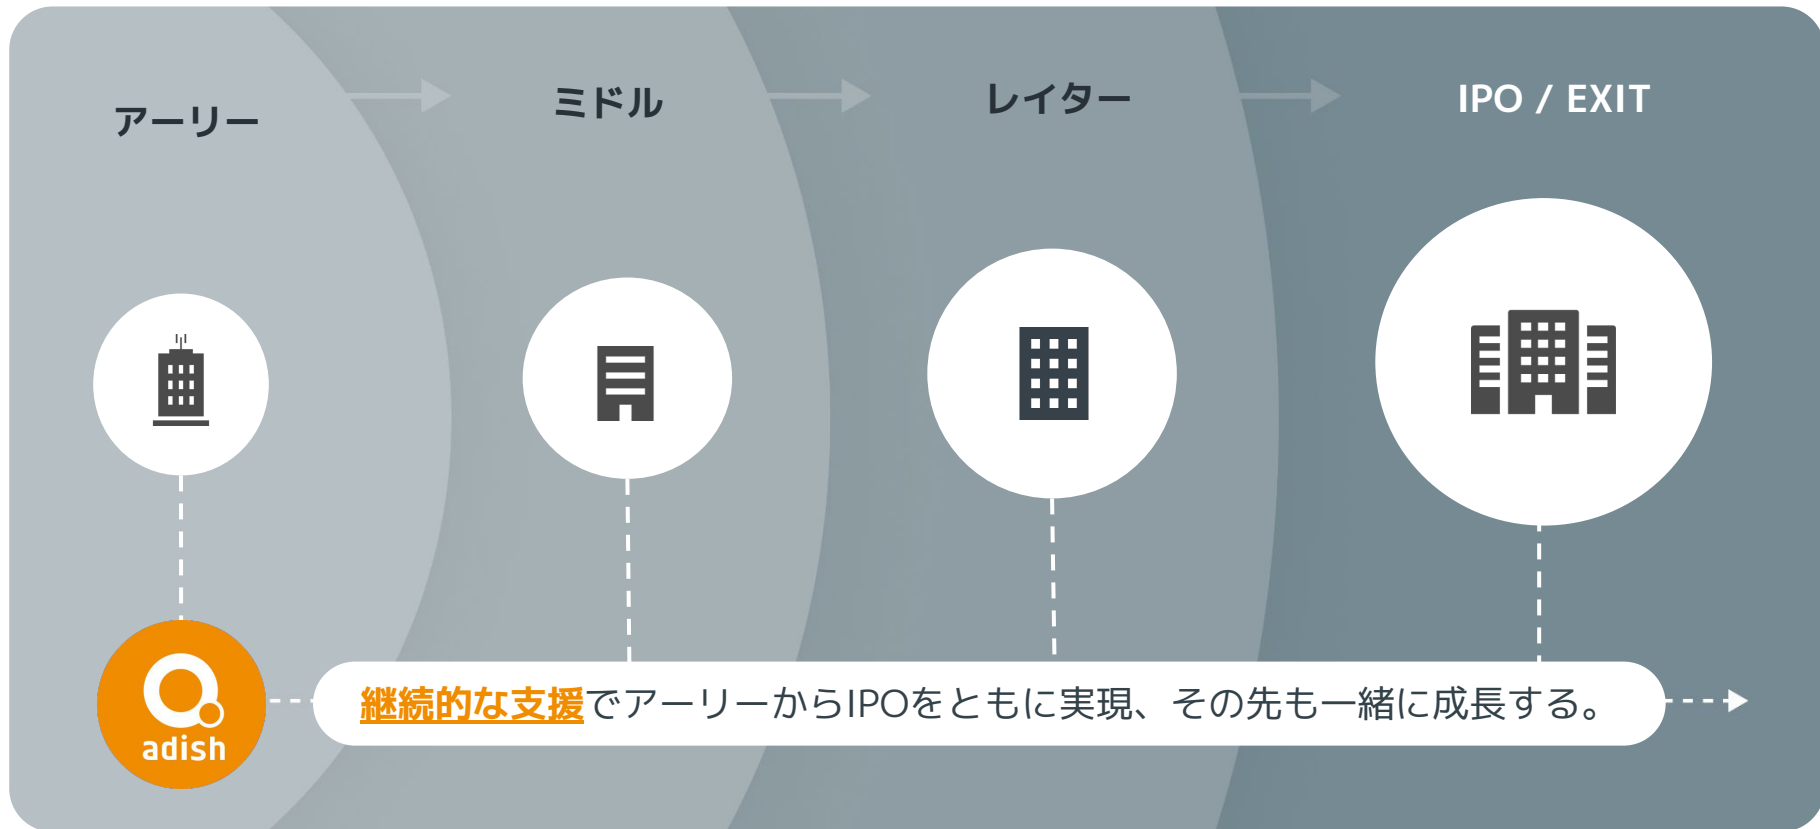 アーリー
ミドル
レイター
IPO / EXIT
adish
継続的な支援でアーリーからIPOをともに実現、その先も一緒に成長する。